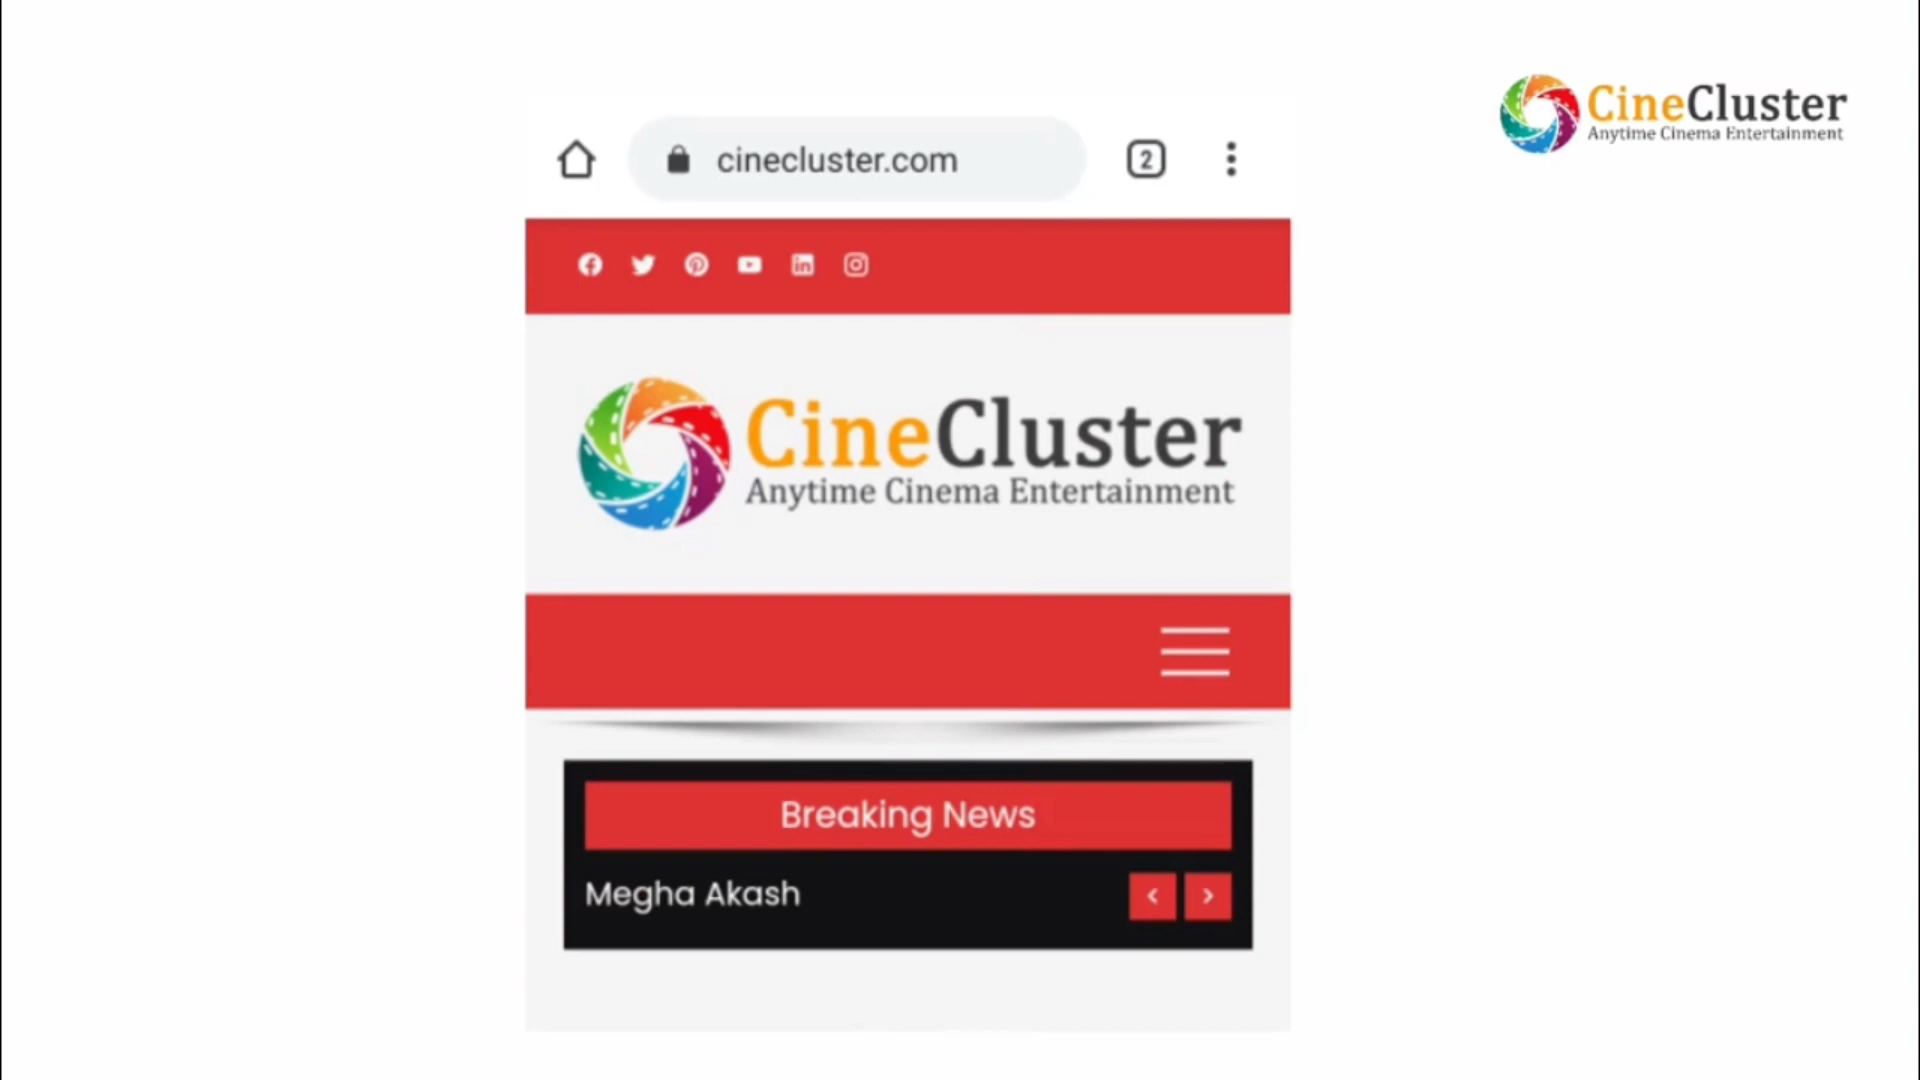 CineCluster
Anytime Cinema Entertainment
cinecluster.com
2
CineCluster
Anytime Cinema Entertainment
Breaking News
Megha Akash